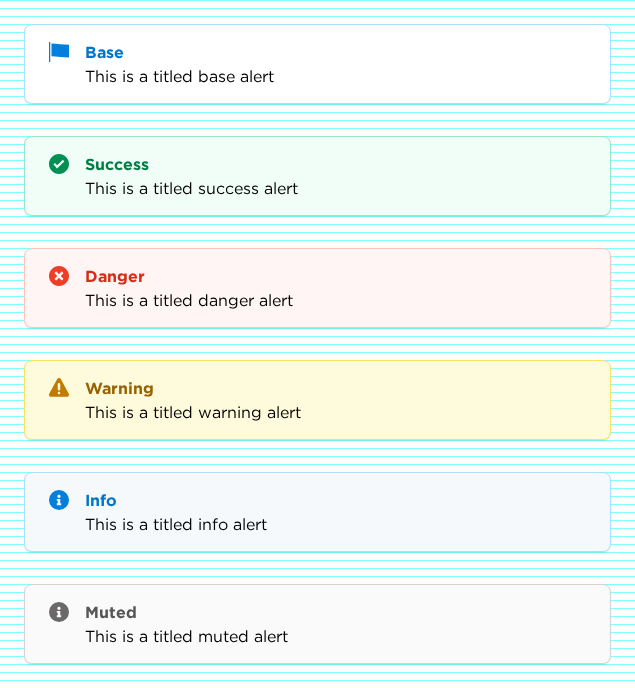 Base
This is a titled base alert
Success
This is a titled success alert
Danger
This is a titled danger alert
Warning
This is a titled warning alert
Info
This is a titled info alert
Muted
This is a titled muted alert